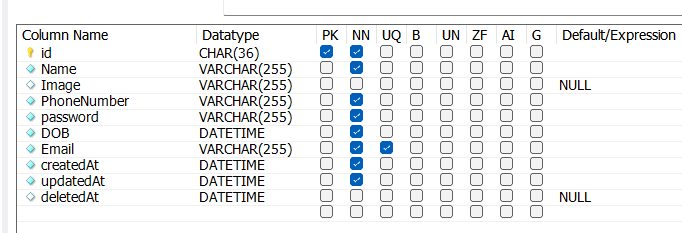 Column Name Datatype PK NN UQ B UN ZF AI G Default/Expression
id CHAR(36)
Name VARCHAR(255)
Image VARCHAR(255) NULL
PhoneNumber VARCHAR(255)
password VARCHAR(255)
DOB DATETIME
Email VARCHAR(255)
createdAt DATETIME
updatedAt DATETIME
deletedAt DATETIME NULL